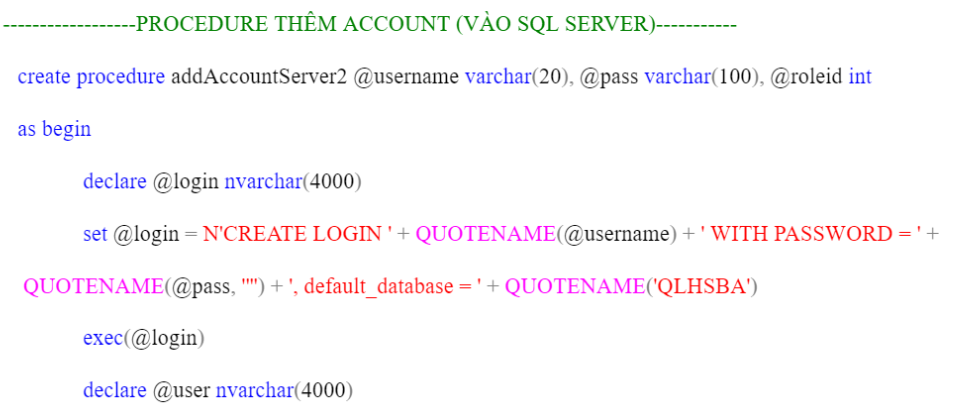 ------------------PROCEDURE THÊM ACCOUNT (VÀO SQL SERVER)-----------
create procedure addAccountServer2 @username varchar(20), @pass varchar(100), @roleid int
as begin
declare @login nvarchar(4000)
set @login = N'CREATE LOGIN ' + QUOTENAME(@username) + ' WITH PASSWORD = ' +
QUOTENAME(@pass, '''') + ', default_database = ' + QUOTENAME('QLHSBA')
exec(@login)
declare @user nvarchar(4000)